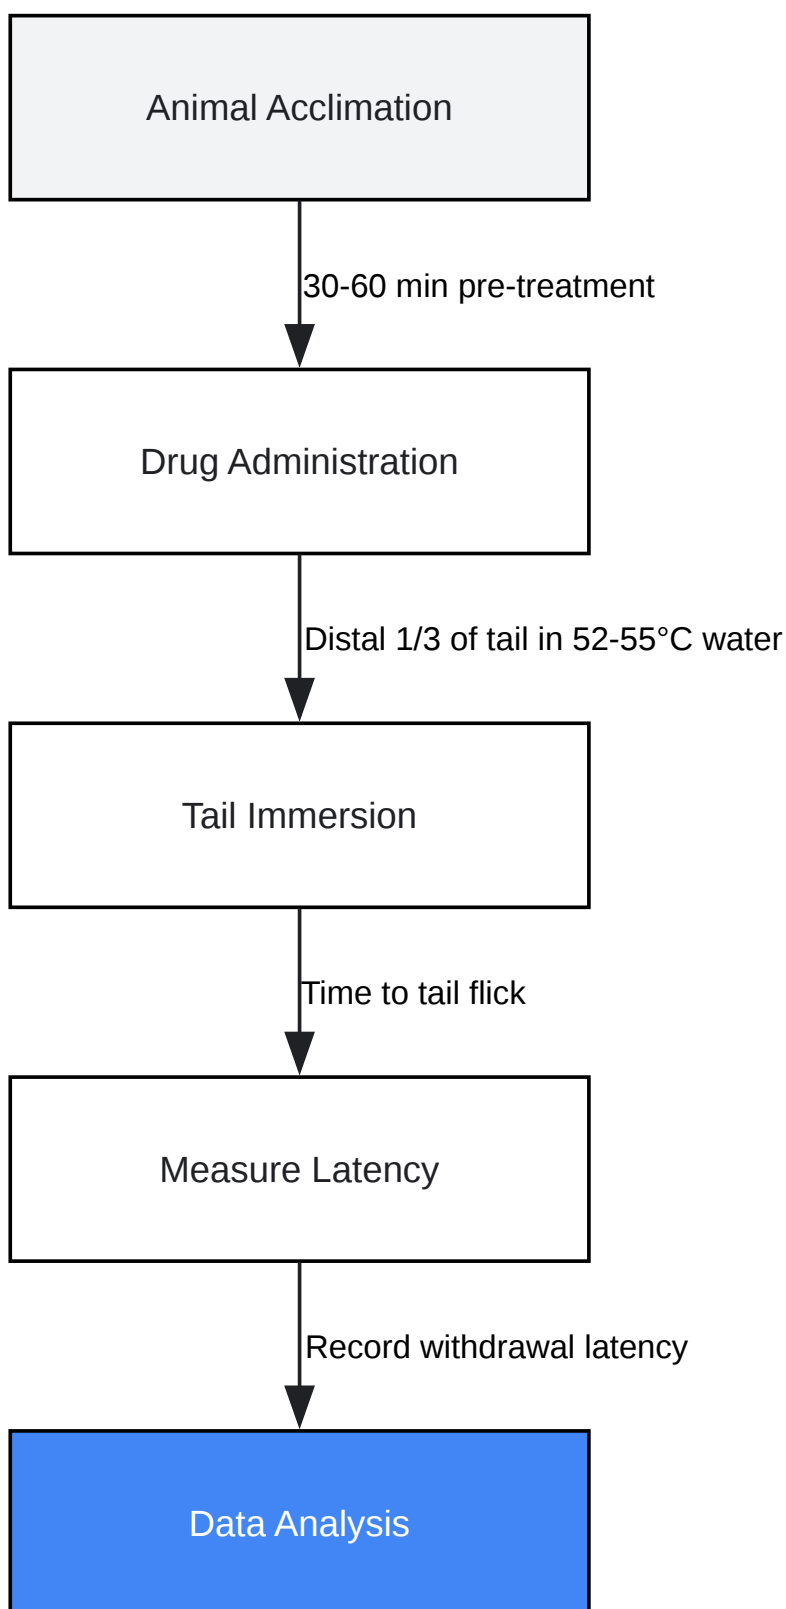 Animal Acclimation
30-60 min pre-treatment
Drug Administration
Distal 1/3 of tail in 52-55°C water
Tail Immersion
Time to tail flick
Measure Latency
Record withdrawal latency
Data Analysis